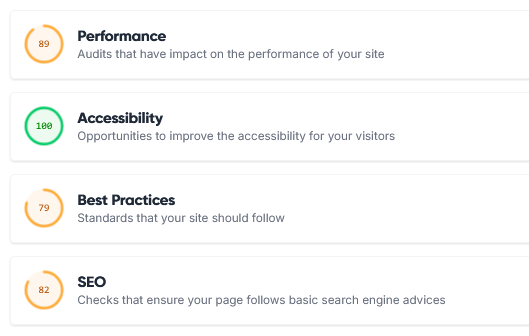 89
Performance
Audits that have impact on the performance of your site
100
Accessibility
Opportunities to improve the accessibility for your visitors
79
Best Practices
Standards that your site should follow
82
SEO
Checks that ensure your page follows basic search engine advices